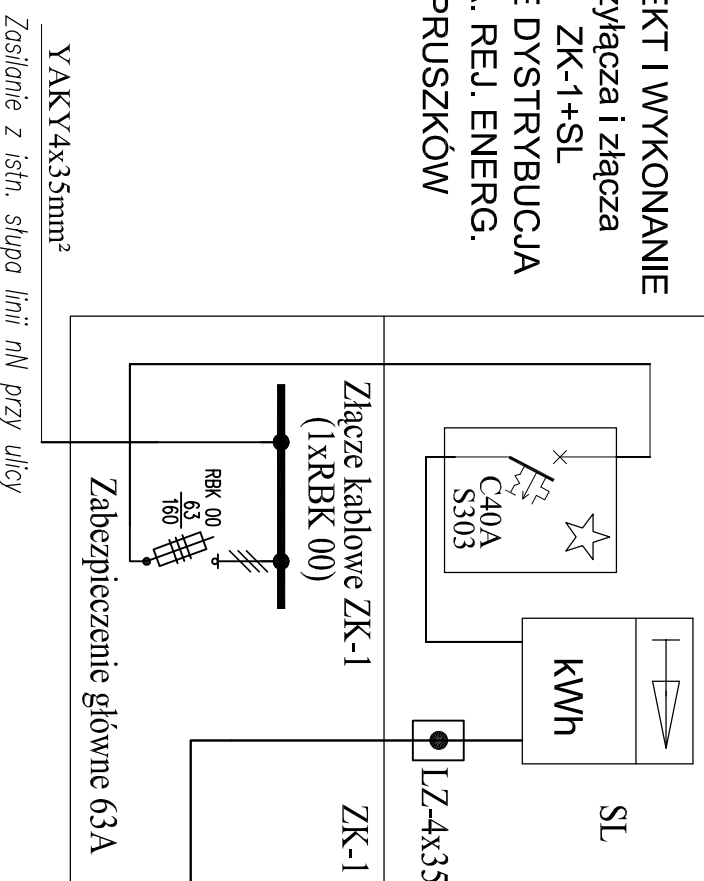 EKT I WYKONANIE
złącza
ZK-1+SL
E DYSTRYBUCJA
REJ. ENERG.
PRUSZKÓW
YAKY4x35mm²
Zasilanie z istn. słupa linii nN przy ulicy
C40A
S303
kWh
SL
LZ-4x35
Złącze kablowe ZK-1
(1xRBK 00)
RBK 00
63
160
ZK-1
Zabezpieczenie główne 63A